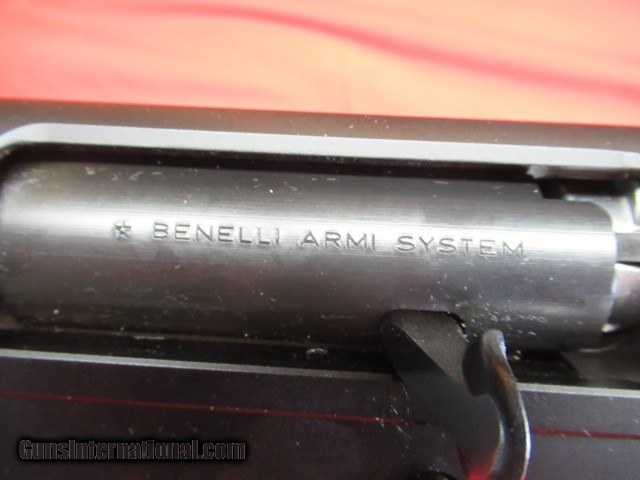 BENELLI ARMI SYSTEM
GunsInternational.com